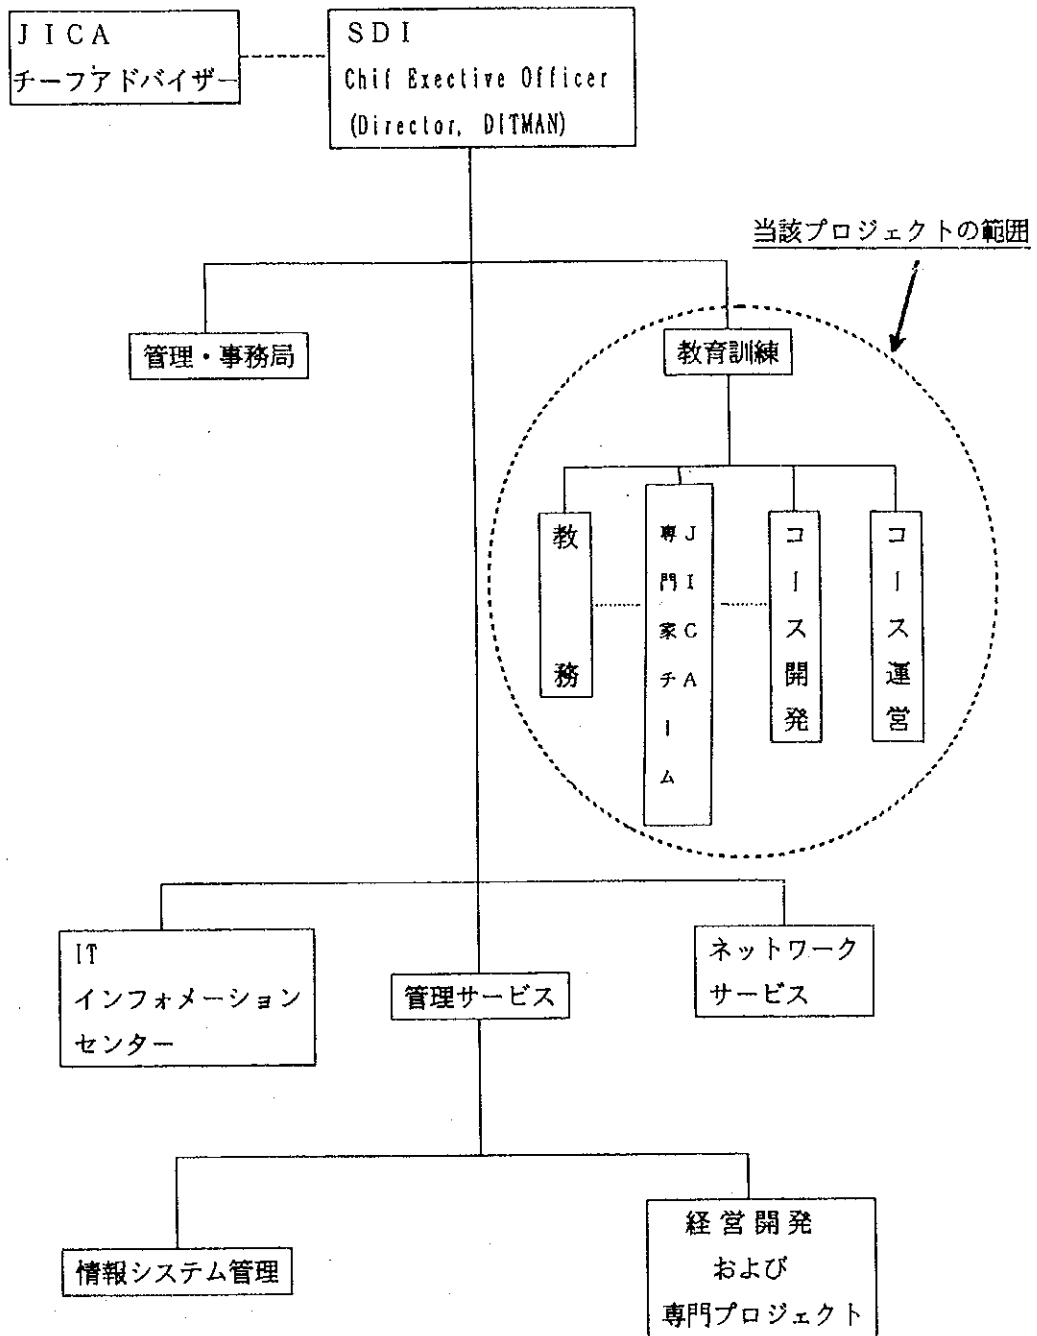 JICA
チーフアドバイザー
SDI
Chif Exective Officer
(Director, DITMAN)
当該プロジェクトの範囲
管理・事務局
教育訓練
教務
JICA
専門家チーム
コース開発
コース運営
IT
インフォメーション
センター
管理サービス
ネットワーク
サービス
情報システム管理
経営開発
および
専門プロジェクト